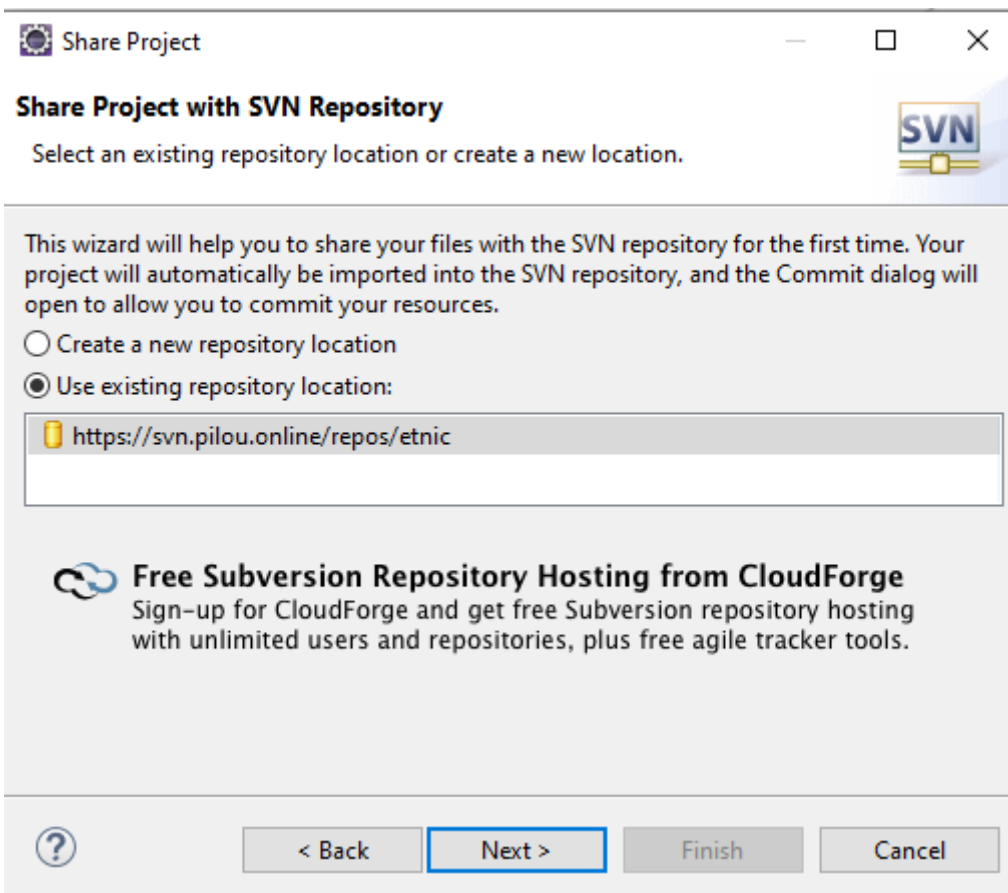 Share Project
Share Project with SVN Repository
Select an existing repository location or create a new location.
SVN
This wizard will help you to share your files with the SVN repository for the first time. Your
project will automatically be imported into the SVN repository, and the Commit dialog will
open to allow you to commit your resources.
Create a new repository location
Use existing repository location:
https://svn.pilou.online/repos/etnic
Free Subversion Repository Hosting from CloudForge
Sign-up for CloudForge and get free Subversion repository hosting
with unlimited users and repositories, plus free agile tracker tools.
?
< Back
Next >
Finish
Cancel